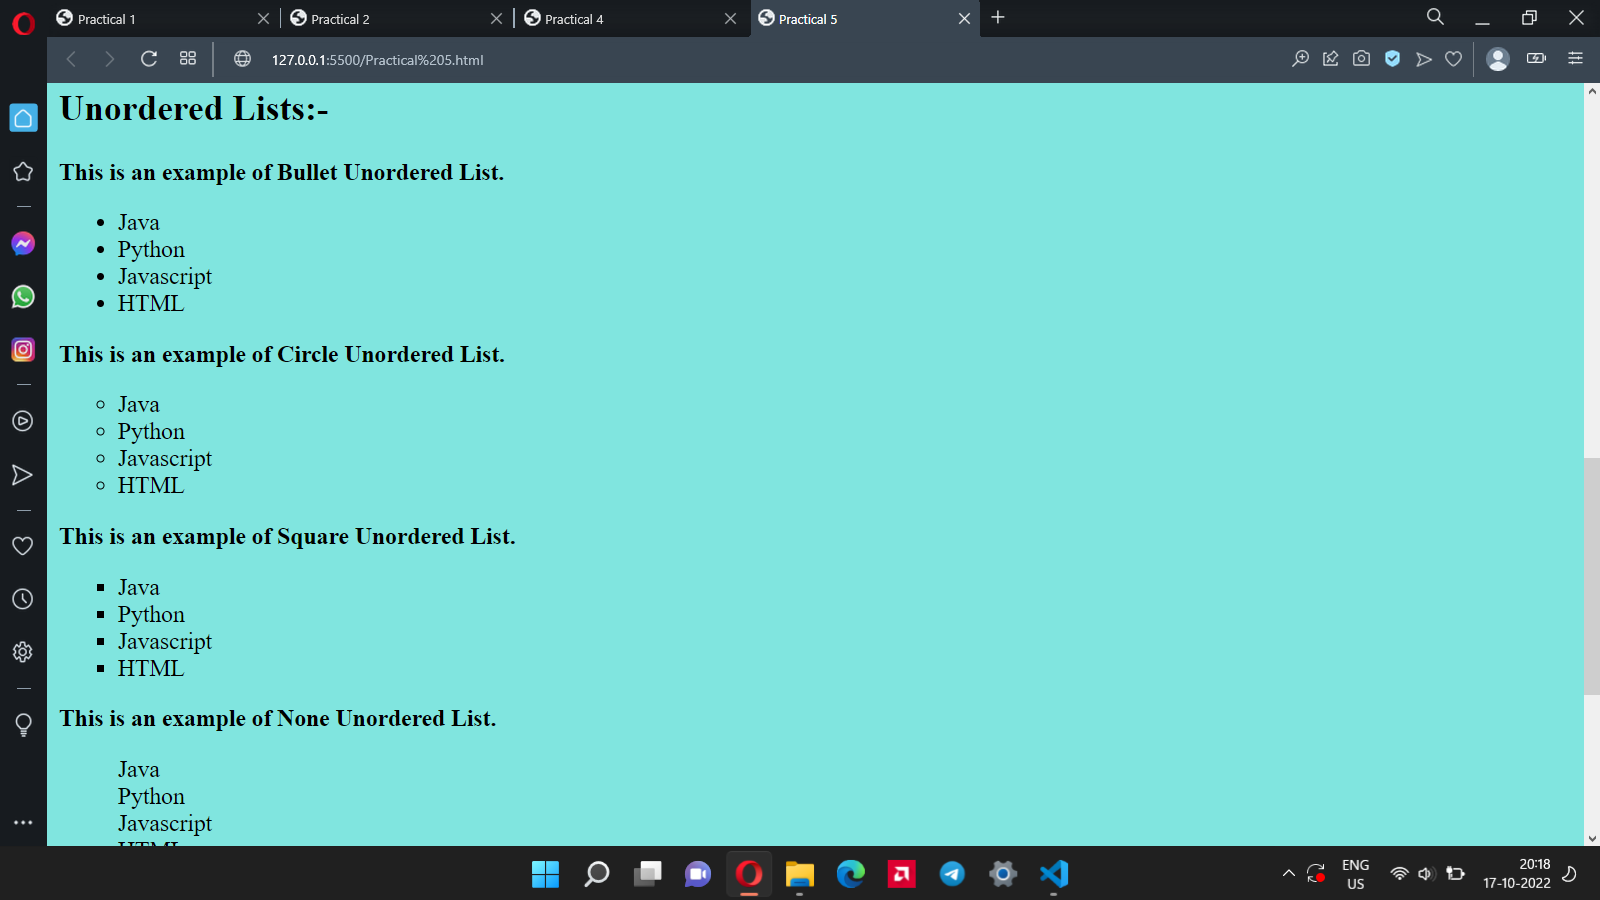 Practical 1
Practical 2
Practical 4
Practical 5
127.0.0.1:5500/Practical%205.html
Unordered Lists:-
This is an example of Bullet Unordered List.
Java
Python
Javascript
HTML
This is an example of Circle Unordered List.
Java
Python
Javascript
HTML
This is an example of Square Unordered List.
Java
Python
Javascript
HTML
This is an example of None Unordered List.
Java
Python
Javascript
HTML
ENG
US
20:18
17-10-2022